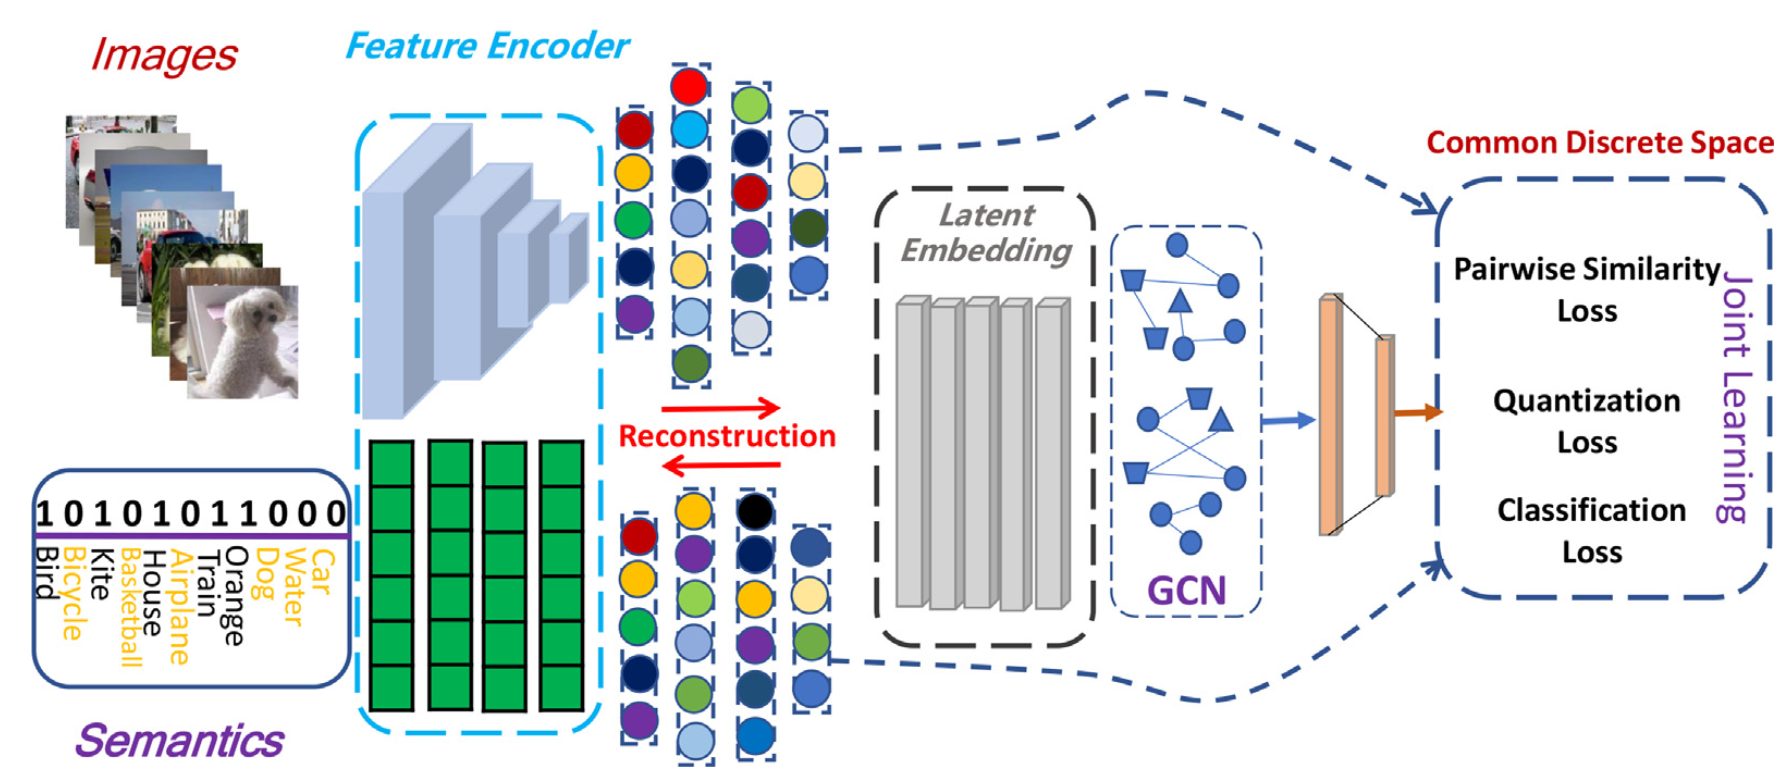 Images
Feature Encoder
Common Discrete Space
Latent
Embedding
Pairwise Similarity
Loss
Quantization
Loss
Classification
Loss
Joint Learning
Reconstruction
GCN
1 0 1 0 1 0 1 1 0 0 0
Bird
Bicycle
Kite
Basketball
House
Airplane
Train
Orange
Dog
Water
Car
Semantics